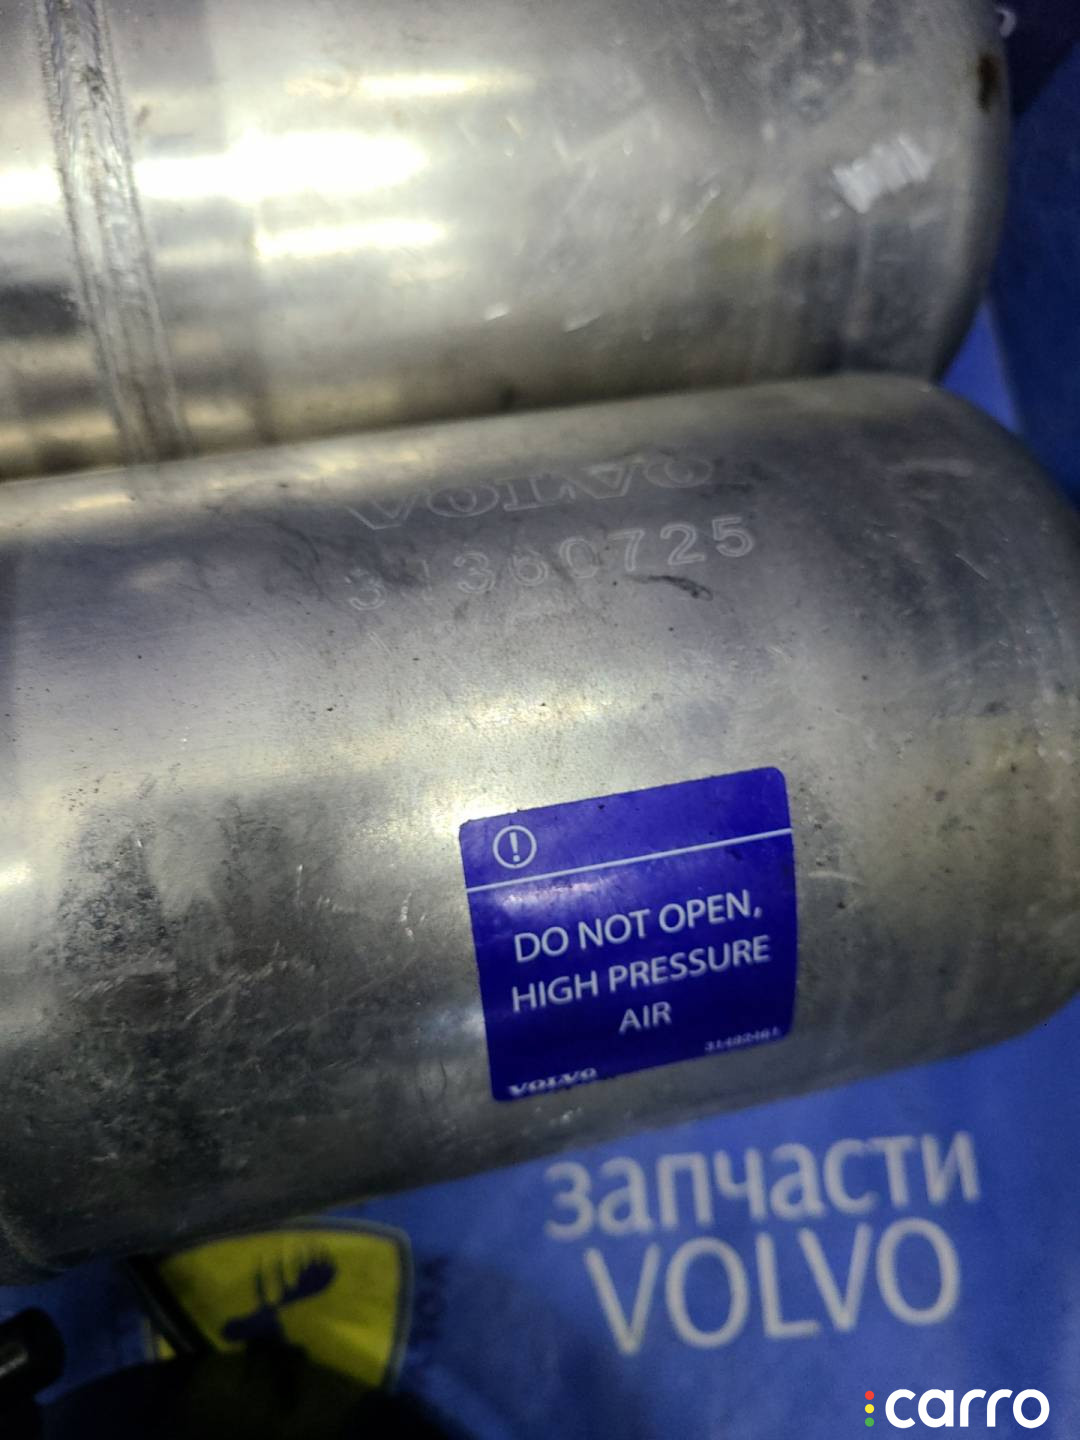 VOLVO
31360725
DO NOT OPEN,
HIGH PRESSURE
AIR
VOLVO
запчасти
VOLVO
carro